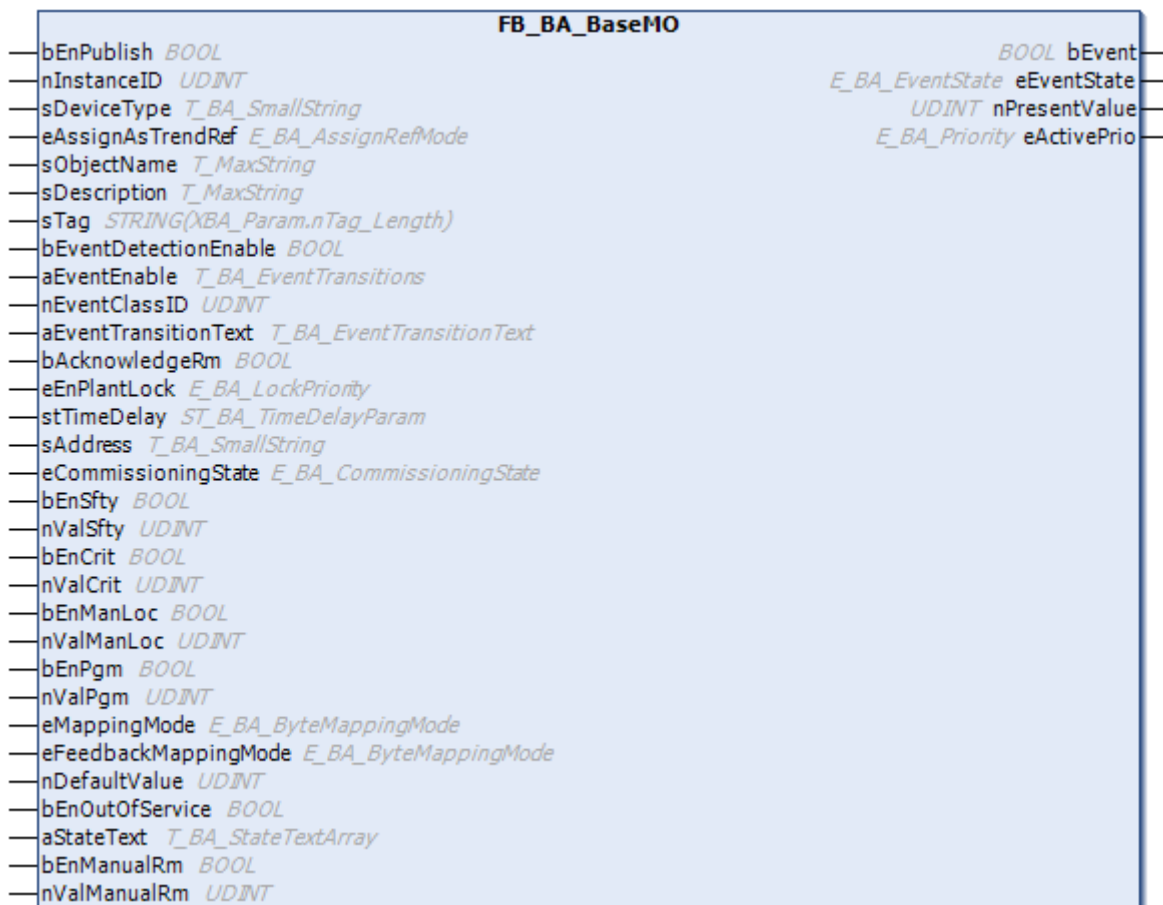 FB_BA_BaseMO
bEnPublish BOOL BOOL bEvent
nInstanceID UDINT E_BA_EventState eEventState
sDeviceType T_BA_SmallString UDINT nPresentValue
eAssignAsTrendRef E_BA_AssignRefMode E_BA_Priority eActivePrio
sObjectName T_MaxString
sDescription T_MaxString
sTag STRING(XBA_Param.nTag_Length)
bEventDetectionEnable BOOL
aEventEnable T_BA_EventTransitions
nEventClassID UDINT
aEventTransitionText T_BA_EventTransitionText
bAcknowledgeRm BOOL
eEnPlantLock E_BA_LockPriority
stTimeDelay ST_BA_TimeDelayParam
sAddress T_BA_SmallString
eCommissioningState E_BA_CommissioningState
bEnSfty BOOL
nValSfty UDINT
bEnCrit BOOL
nValCrit UDINT
bEnManLoc BOOL
nValManLoc UDINT
bEnPgm BOOL
nValPgm UDINT
eMappingMode E_BA_ByteMappingMode
eFeedbackMappingMode E_BA_ByteMappingMode
nDefaultValue UDINT
bEnOutOfService BOOL
aStateText T_BA_StateTextArray
bEnManualRm BOOL
nValManualRm UDINT